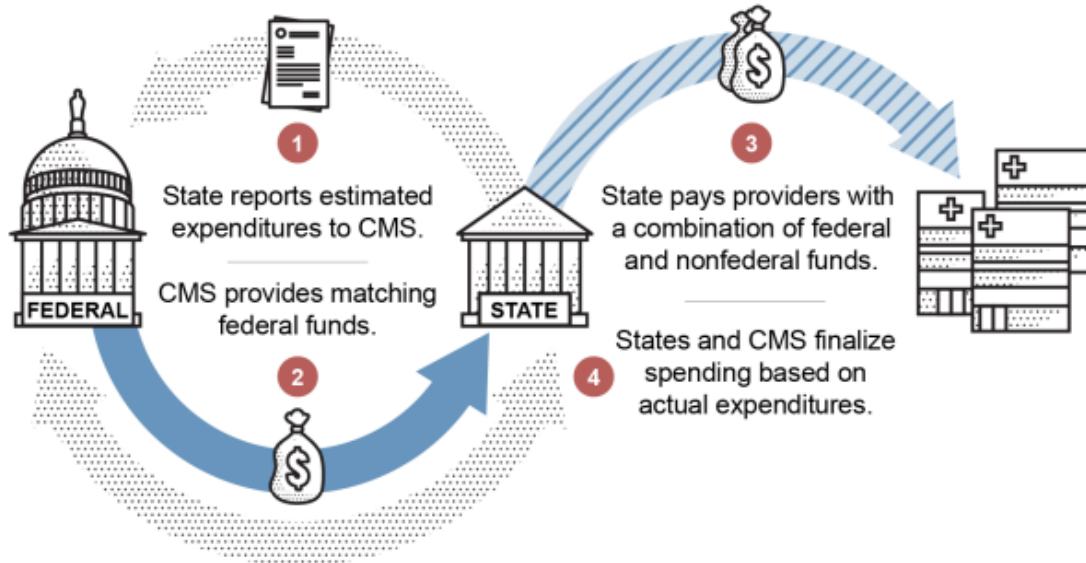 1
State reports estimated
expenditures to CMS.
CMS provides matching
federal funds.
2
FEDERAL
STATE
$
$
3
State pays providers with
a combination of federal
and nonfederal funds.
4
States and CMS finalize
spending based on
actual expenditures.